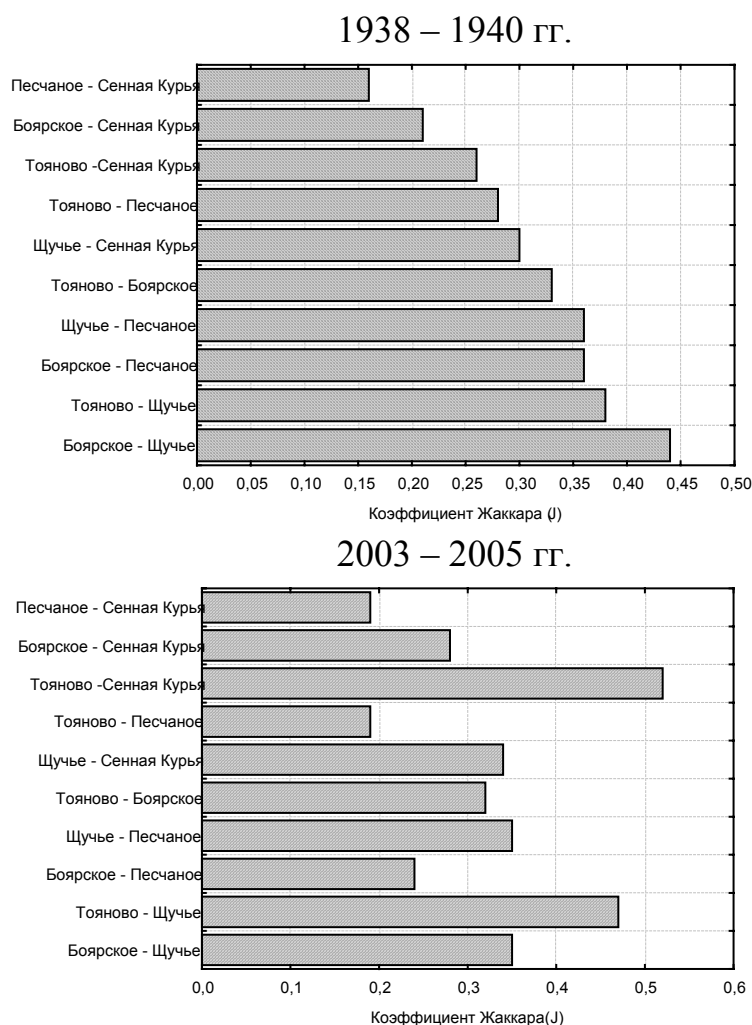 1938 – 1940 гг.
Песчаное - Сенная Курья
Боярское - Сенная Курья
Тояново -Сенная Курья
Тояново - Песчаное
Щучье - Сенная Курья
Тояново - Боярское
Щучье - Песчаное
Боярское - Песчаное
Тояново - Щучье
Боярское - Щучье
0,00 0,05 0,10 0,15 0,20 0,25 0,30 0,35 0,40 0,45 0,50
Коэффициент Жаккара (J)
2003 – 2005 гг.
Песчаное - Сенная Курья
Боярское - Сенная Курья
Тояново -Сенная Курья
Тояново - Песчаное
Щучье - Сенная Курья
Тояново - Боярское
Щучье - Песчаное
Боярское - Песчаное
Тояново - Щучье
Боярское - Щучье
0,0 0,1 0,2 0,3 0,4 0,5 0,6
Коэффициент Жаккара(J)